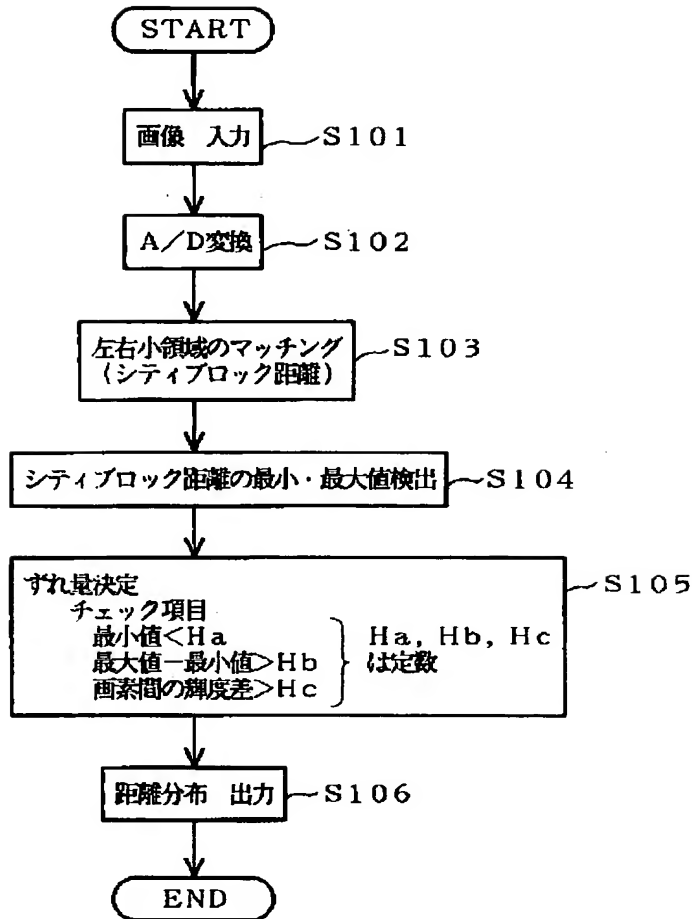 START
画像　入力 S101
A／D変換 S102
左右小領域のマッチング
（シティブロック距離） S103
シティブロック距離の最小・最大値検出 S104
ずれ量決定 S105
チェック項目
最小値＜Ha Ha, Hb, Hc
最大値－最小値＞Hb は定数
画素間の輝度差＞Hc
距離分布　出力 S106
END